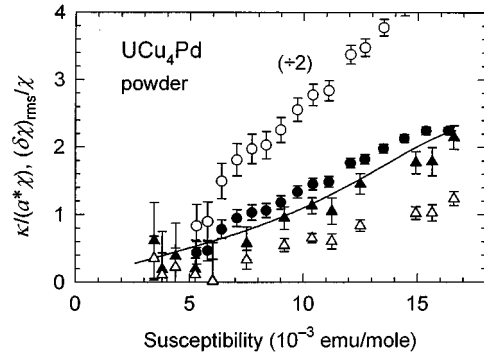 κ/(a*χ), (δχ)rms/χ
4
3
2
1
0
UCu₄Pd
powder
(÷2)
0 5 10 15
Susceptibility (10⁻³ emu/mole)